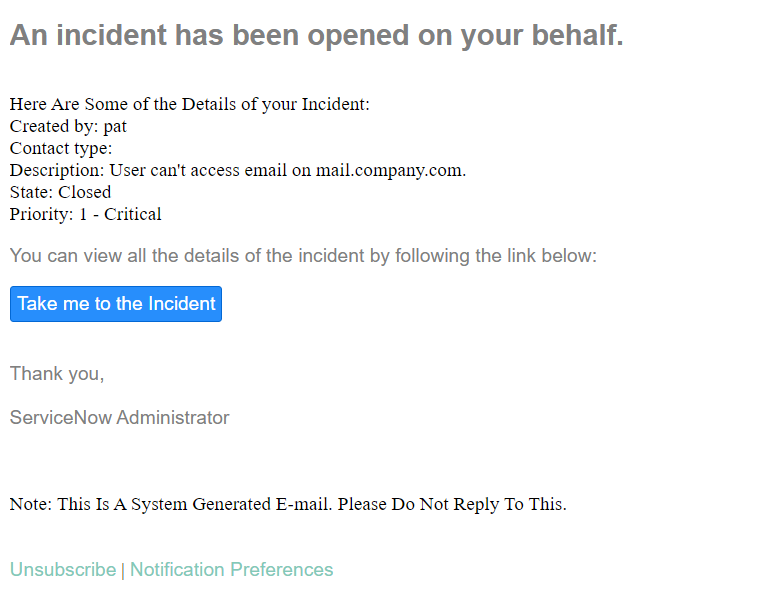 An incident has been opened on your behalf.
Here Are Some of the Details of your Incident:
Created by: pat
Contact type:
Description: User can't access email on mail.company.com.
State: Closed
Priority: 1 - Critical
You can view all the details of the incident by following the link below:
Take me to the Incident
Thank you,
ServiceNow Administrator
Note: This Is A System Generated E-mail. Please Do Not Reply To This.
Unsubscribe | Notification Preferences